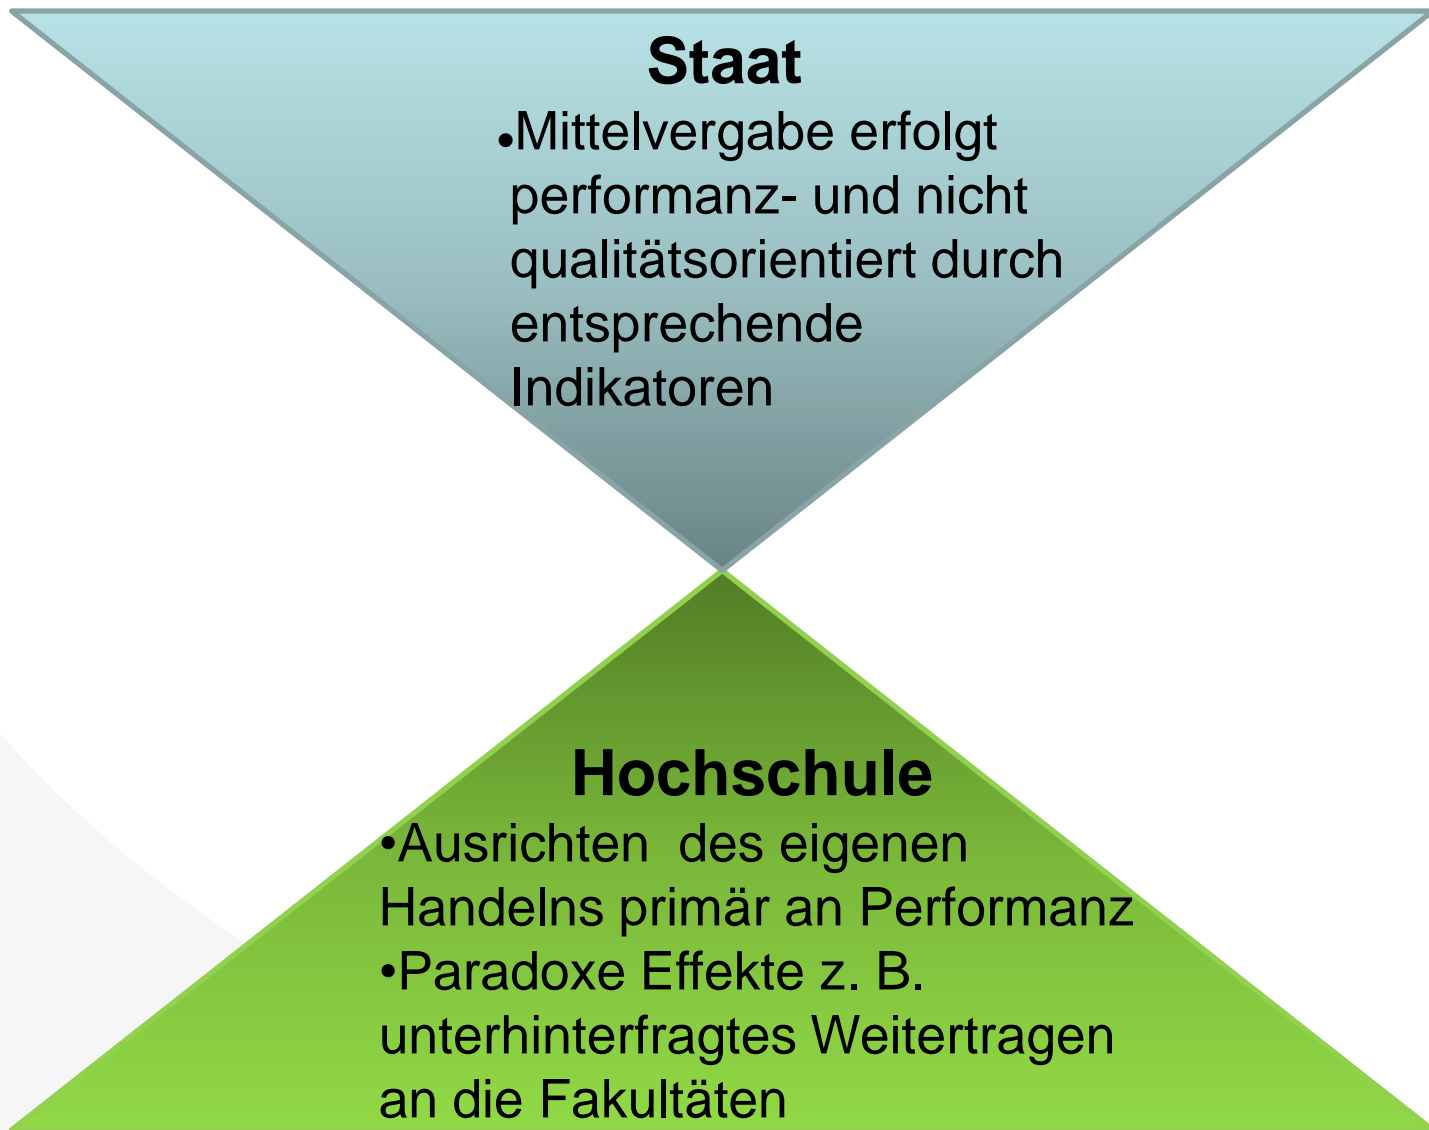 Staat
•Mittelvergabe erfolgt
performanz- und nicht
qualitätsorientiert durch
entsprechende
Indikatoren
Hochschule
•Ausrichten  des eigenen
Handelns primär an Performanz
•Paradoxe Effekte z. B.
unterhinterfragtes Weitertragen
an die Fakultäten